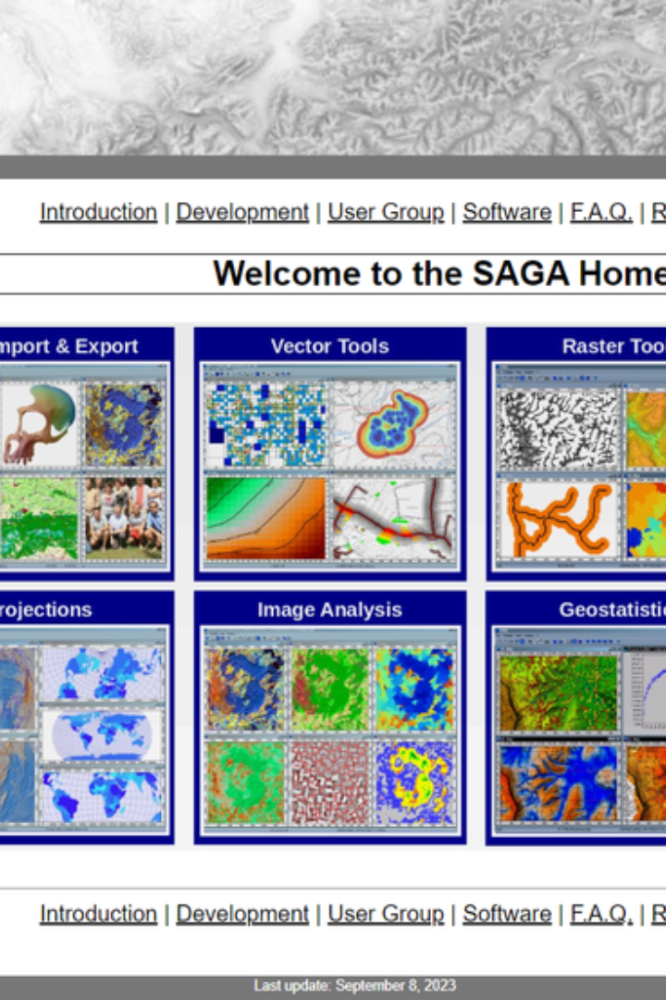 Introduction | Development | User Group | Software | F.A.Q. | R
Welcome to the SAGA Home
mport & Export
Vector Tools
Raster Too
rojections
Image Analysis
Geostatistic
Introduction | Development | User Group | Software | F.A.Q. | R
Last update: September 8, 2023